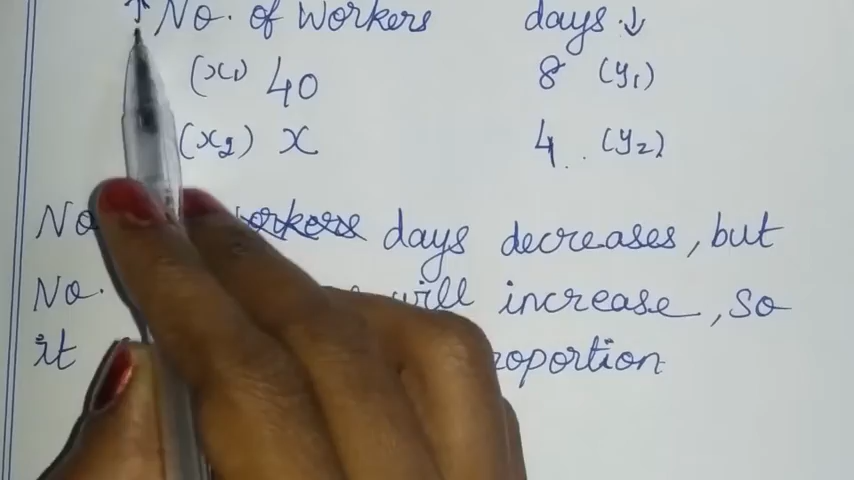 ↑ No. of Workers days ↓
(x1) 40 8 (y1)
(x2) x 4 (y2)
No workers days decreases, but
No. will increase, so
it roportion